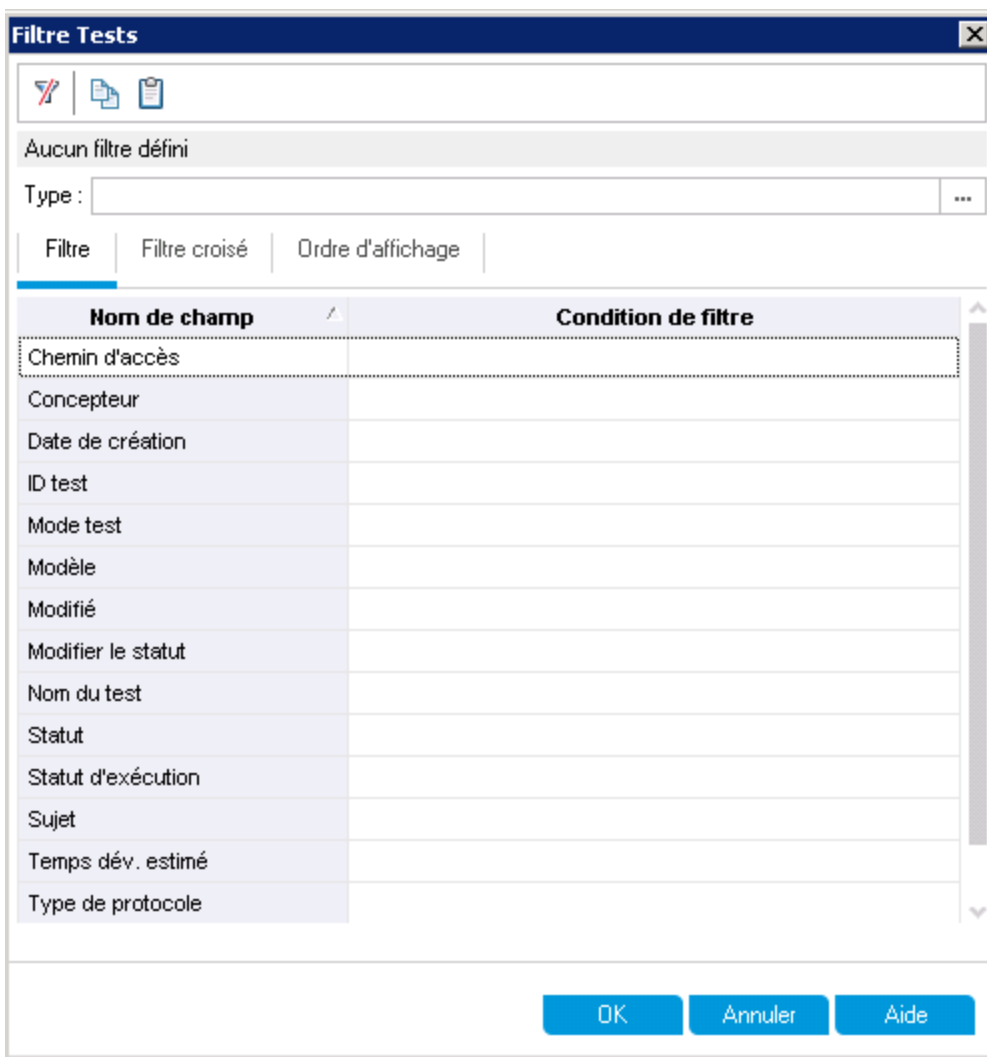 Filtre Tests
Aucun filtre défini
Type : ...
Filtre Filtre croisé Ordre d'affichage
Nom de champ Condition de filtre
Chemin d'accès
Concepteur
Date de création
ID test
Mode test
Modèle
Modifié
Modifier le statut
Nom du test
Statut
Statut d'exécution
Sujet
Temps dév. estimé
Type de protocole
OK Annuler Aide